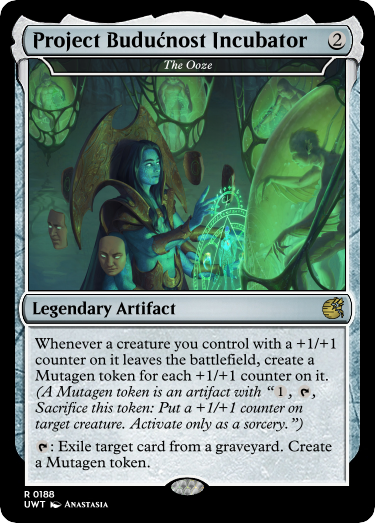 Project Budućnost Incubator 2
The Ooze
Legendary Artifact
Whenever a creature you control with a +1/+1
counter on it leaves the battlefield, create a
Mutagen token for each +1/+1 counter on it.
(A Mutagen token is an artifact with “1, ,
Sacrifice this token: Put a +1/+1 counter on
target creature. Activate only as a sorcery.”)
: Exile target card from a graveyard. Create
a Mutagen token.
R 0188
UWT Anastasia